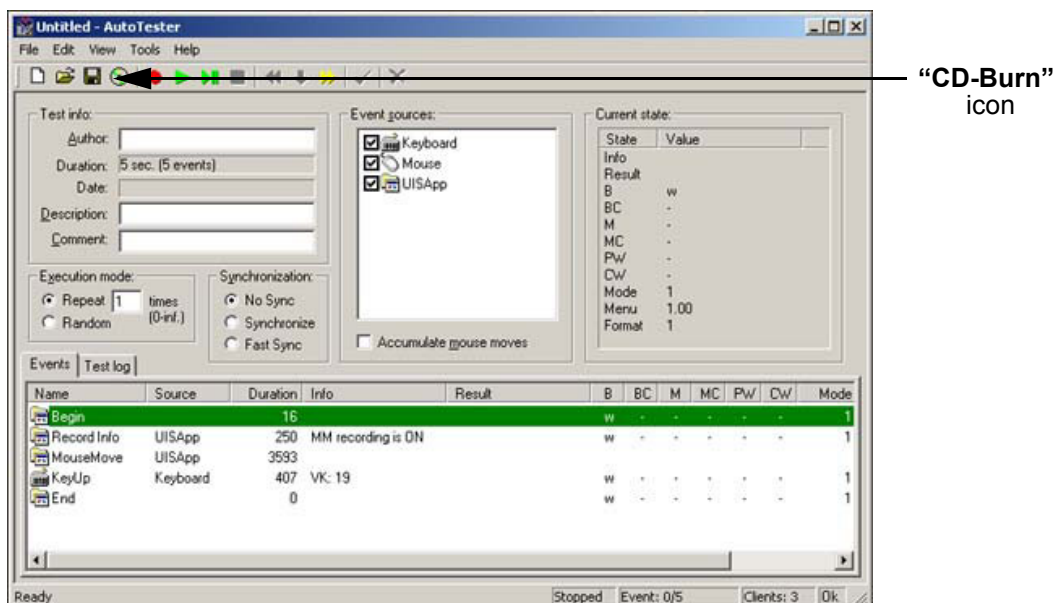 Untitled - AutoTester
File Edit View Tools Help
"CD-Burn"
icon
Test info:
Author:
Duration: 5 sec. (5 events)
Date:
Description:
Comment:
Event sources:
Keyboard
Mouse
UISApp
Accumulate mouse moves
Current state:
State Value
Info
Result
B w
BC -
M -
MC -
PW -
CW -
Mode 1
Menu 1.00
Format 1
Execution mode:
Repeat 1 times
(0-inf.)
Random
Synchronization:
No Sync
Synchronize
Fast Sync
Events Test log
Name Source Duration Info Result B BC M MC PW CW Mode
Begin 16 w - - - - - 1
Record Info UISApp 250 MM recording is ON w - - - - - 1
MouseMove UISApp 3593
KeyUp Keyboard 407 VK: 19 w - - - - - 1
End 0 w - - - - - 1
Ready Stopped Event: 0/5 Clients: 3 Ok